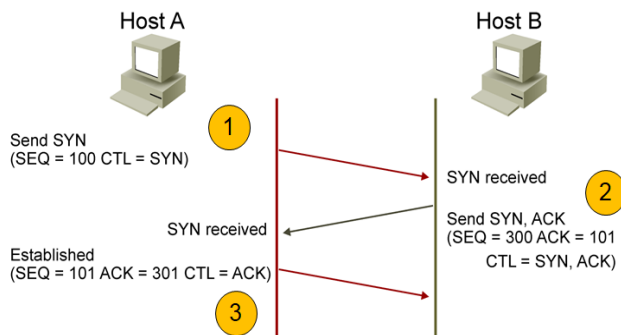 Host A
Host B
1
Send SYN
(SEQ = 100 CTL = SYN)
SYN received
2
Send SYN, ACK
(SEQ = 300 ACK = 101
CTL = SYN, ACK)
SYN received
Established
(SEQ = 101 ACK = 301 CTL = ACK)
3